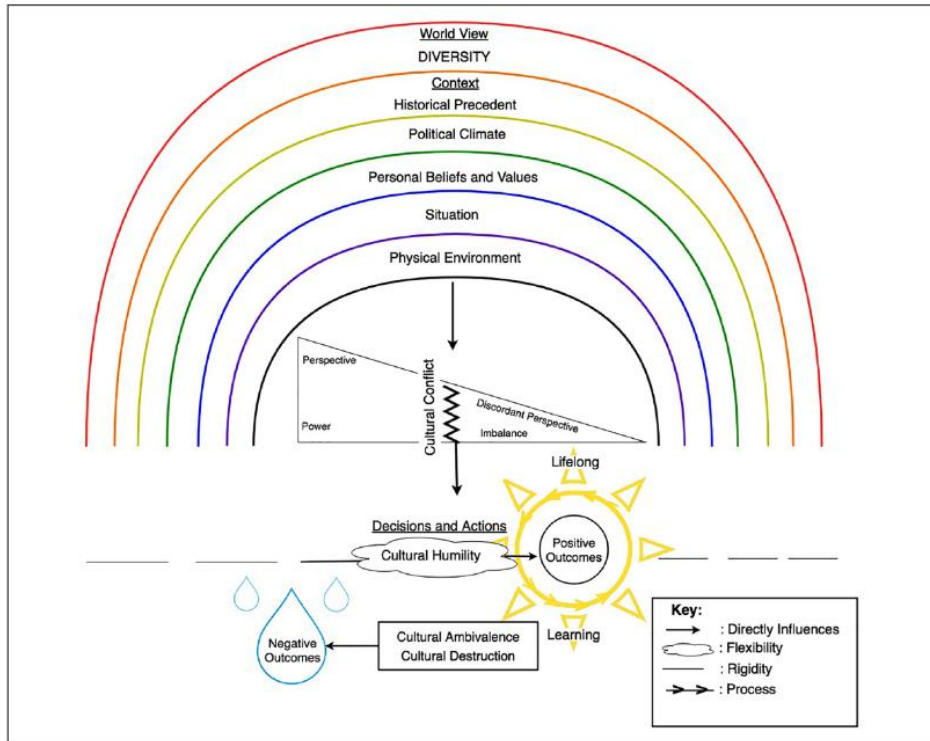 World View
DIVERSITY
Context
Historical Precedent
Political Climate
Personal Beliefs and Values
Situation
Physical Environment
Perspective
Power
Cultural Conflict
Discordant Perspective
Imbalance
Lifelong
Decisions and Actions
Cultural Humility
Positive
Outcomes
Learning
Cultural Ambivalence
Cultural Destruction
Negative
Outcomes
Key:
: Directly Influences
: Flexibility
: Rigidity
: Process